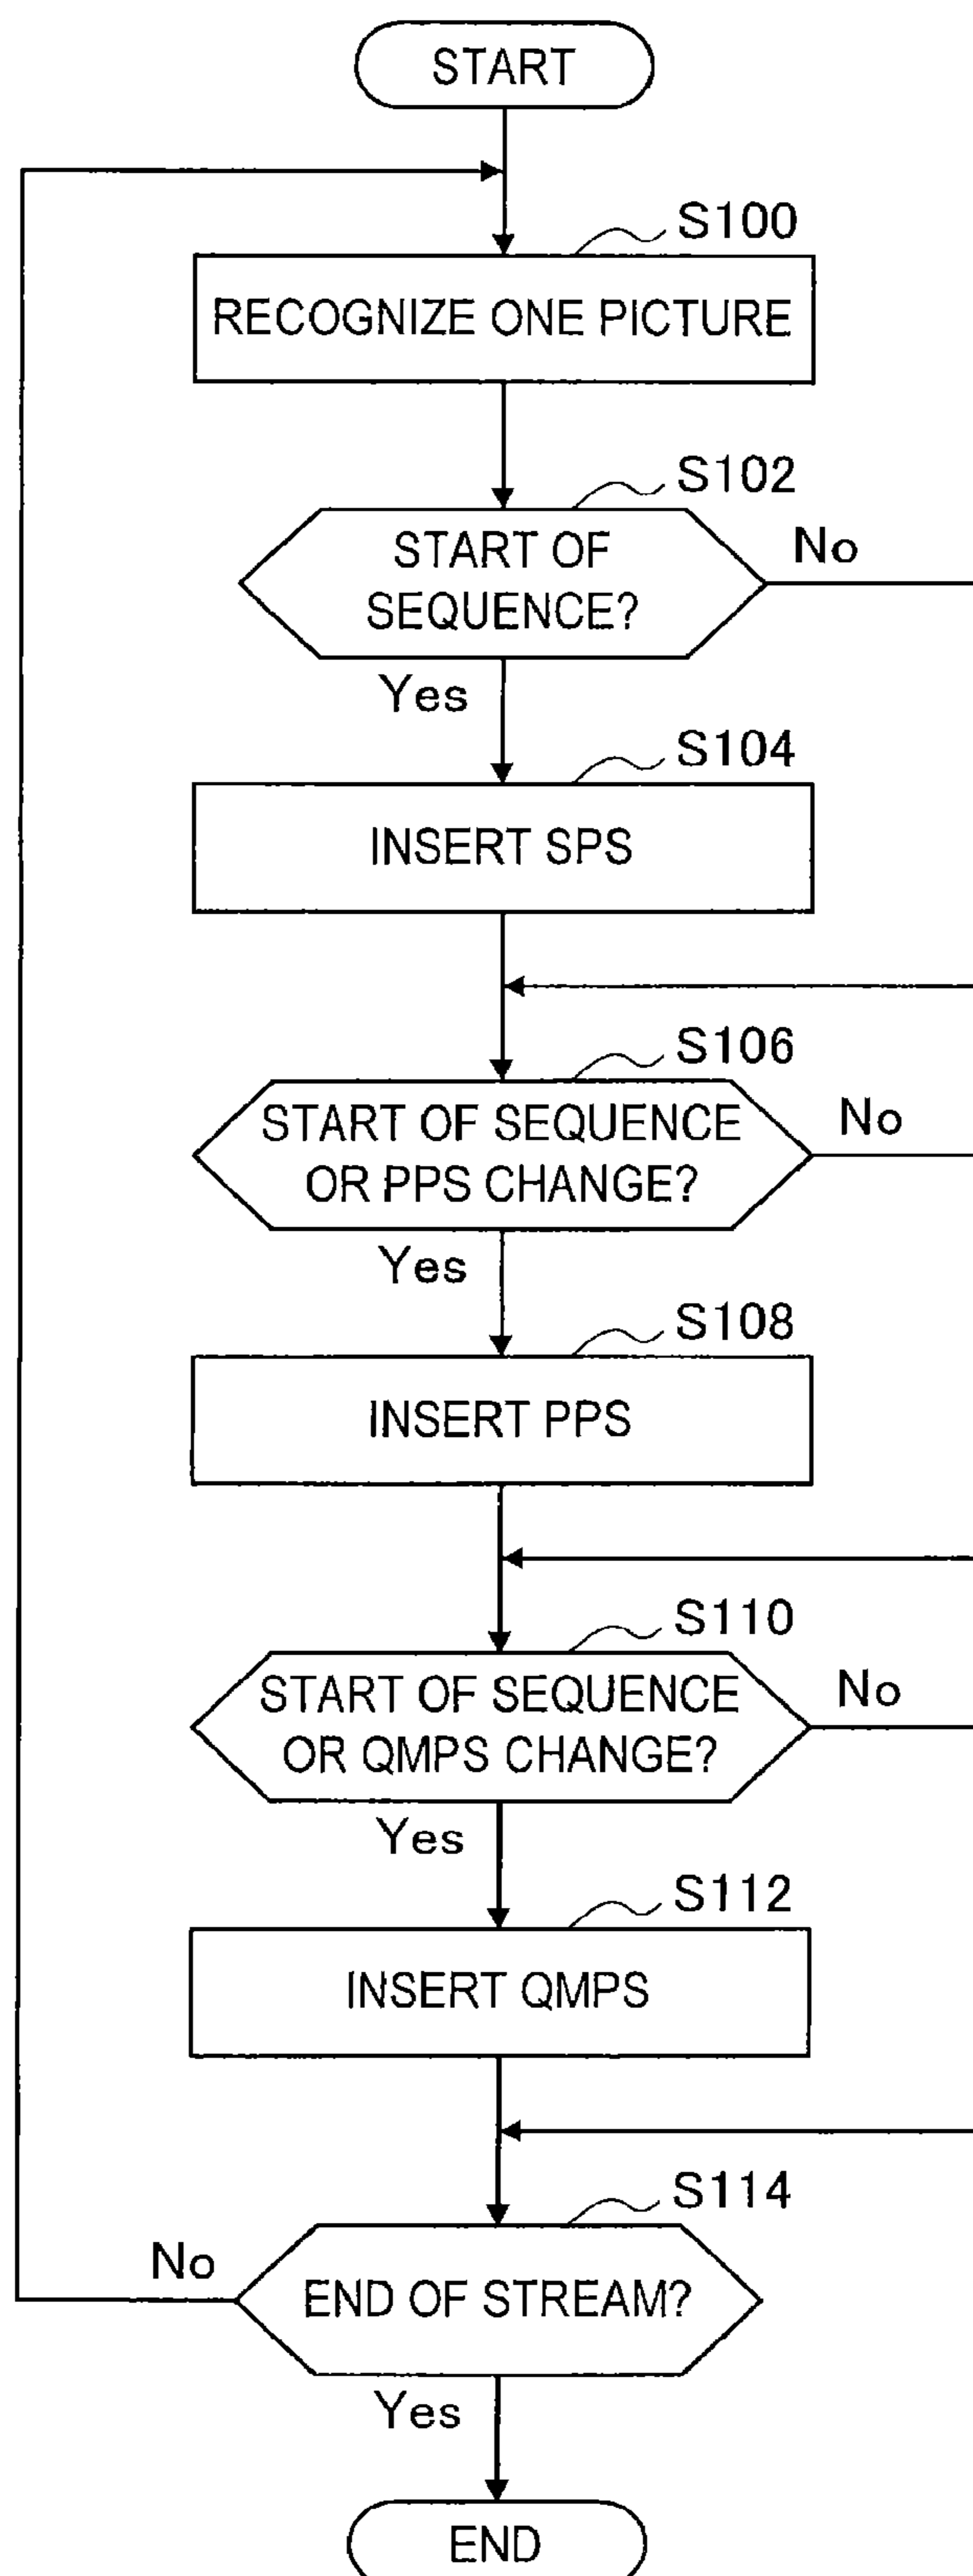 START
S100
RECOGNIZE ONE PICTURE
S102
START OF
SEQUENCE?
No
Yes
S104
INSERT SPS
S106
START OF SEQUENCE
OR PPS CHANGE?
No
Yes
S108
INSERT PPS
S110
START OF SEQUENCE
OR QMPS CHANGE?
No
Yes
S112
INSERT QMPS
S114
No
END OF STREAM?
Yes
END